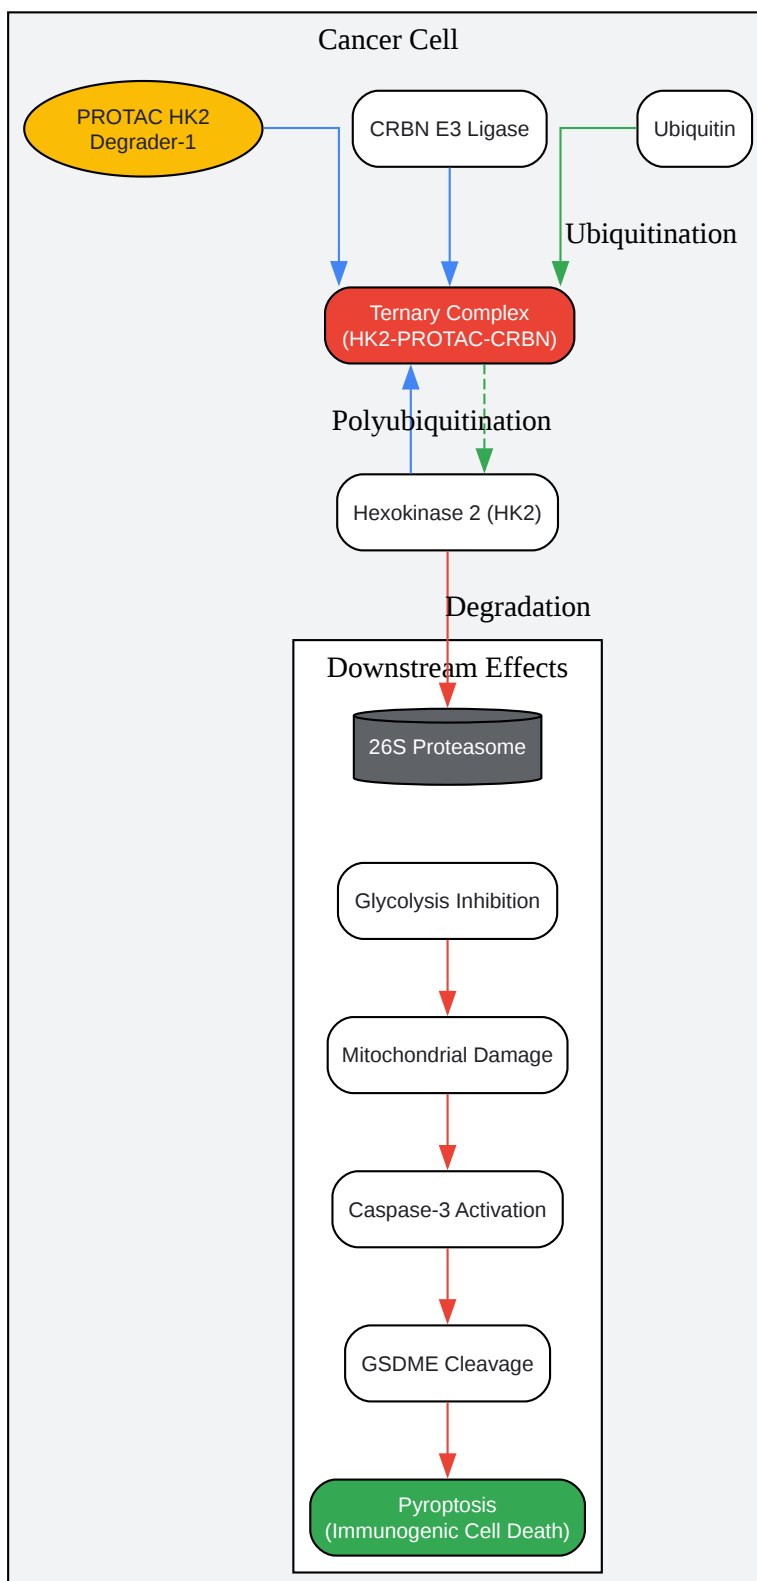 Cancer Cell
PROTAC HK2
Degrader-1
CRBN E3 Ligase
Ubiquitin
Ubiquitination
Ternary Complex
(HK2-PROTAC-CRBN)
Polyubiquitination
Hexokinase 2 (HK2)
Degradation
Downstream Effects
26S Proteasome
Glycolysis Inhibition
Mitochondrial Damage
Caspase-3 Activation
GSDME Cleavage
Pyroptosis
(Immunogenic Cell Death)